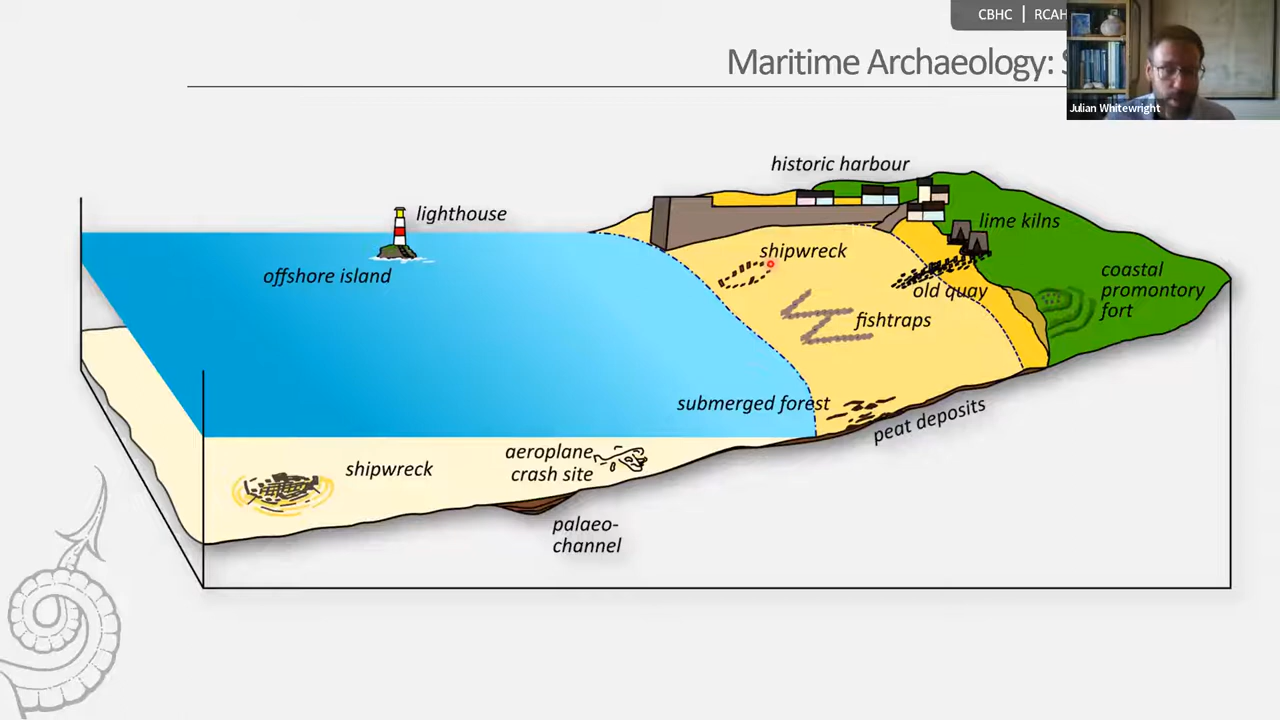 CBHC | RCAH
Maritime Archaeology:
Julian Whitewright
historic harbour
lighthouse
lime kilns
shipwreck
offshore island
coastal
promontory
fort
old quay
fishtraps
submerged forest
peat deposits
aeroplane
crash site
shipwreck
palaeo-
channel